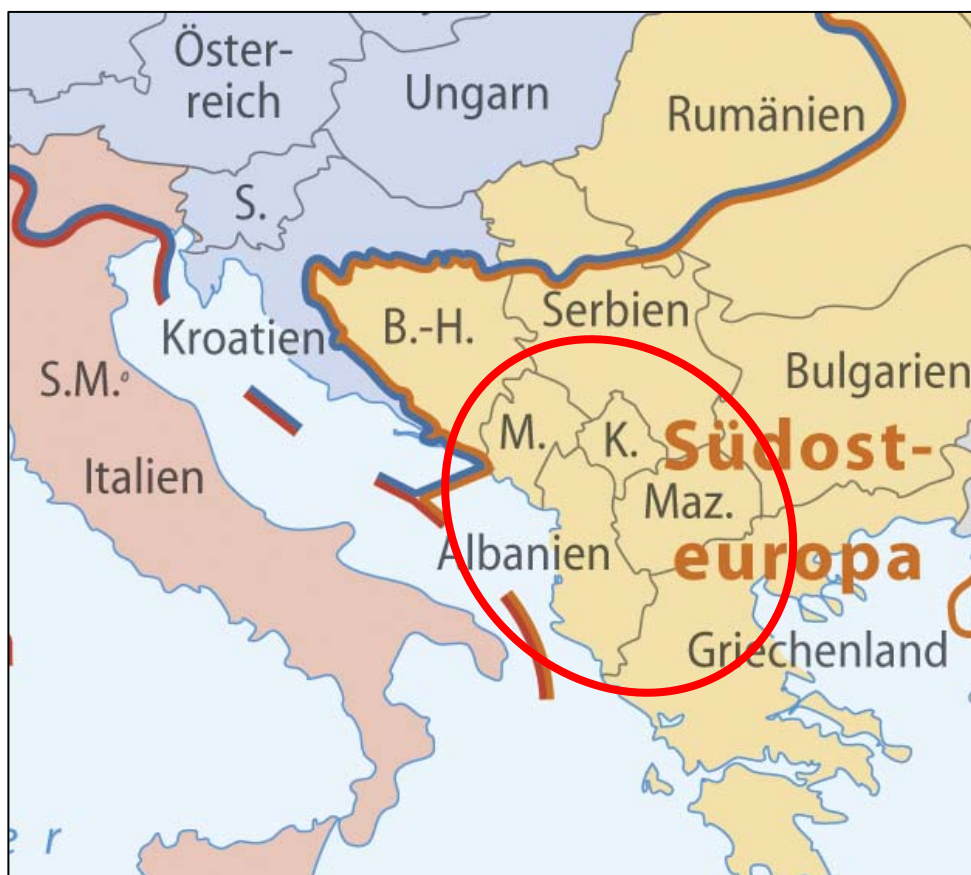 Öster-
reich
Ungarn
Rumänien
S.
Kroatien
B.-H.
Serbien
S.M.
Bulgarien
M.
K.
Südost-
Italien
Maz.
Albanien
europa
Griechenland
e r